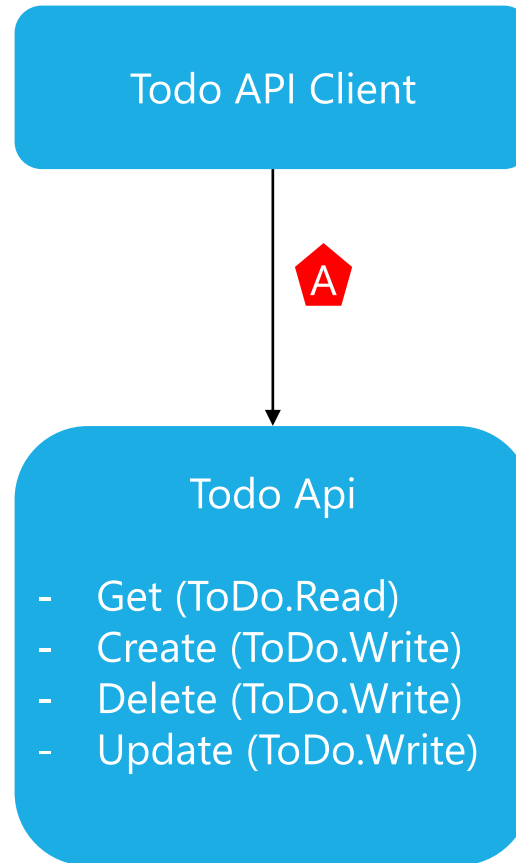 Todo API Client
A
Todo Api
- Get (ToDo.Read)
- Create (ToDo.Write)
- Delete (ToDo.Write)
- Update (ToDo.Write)